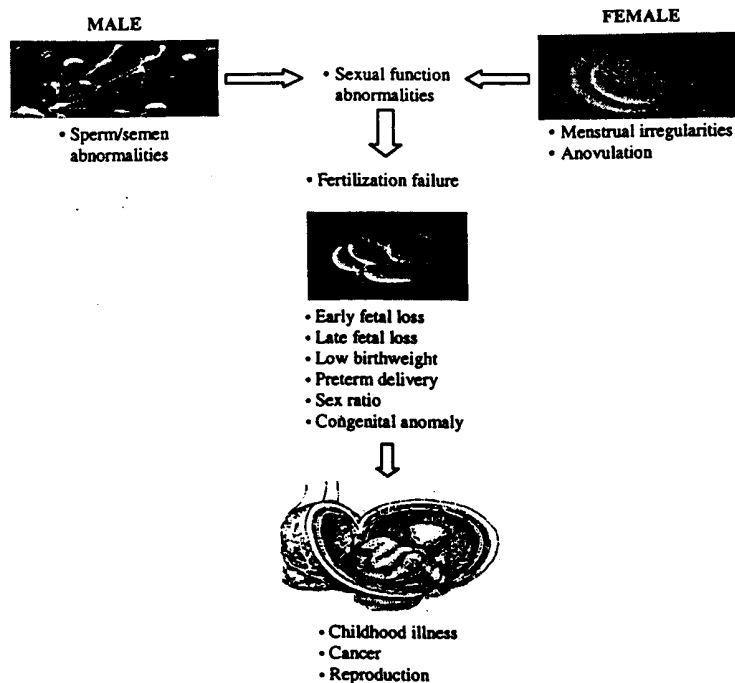 MALE
FEMALE
• Sexual function
abnormalities
• Sperm/semen
abnormalities
• Menstrual irregularities
• Anovulation
• Fertilization failure
• Early fetal loss
• Late fetal loss
• Low birthweight
• Preterm delivery
• Sex ratio
• Congenital anomaly
• Childhood illness
• Cancer
• Reproduction